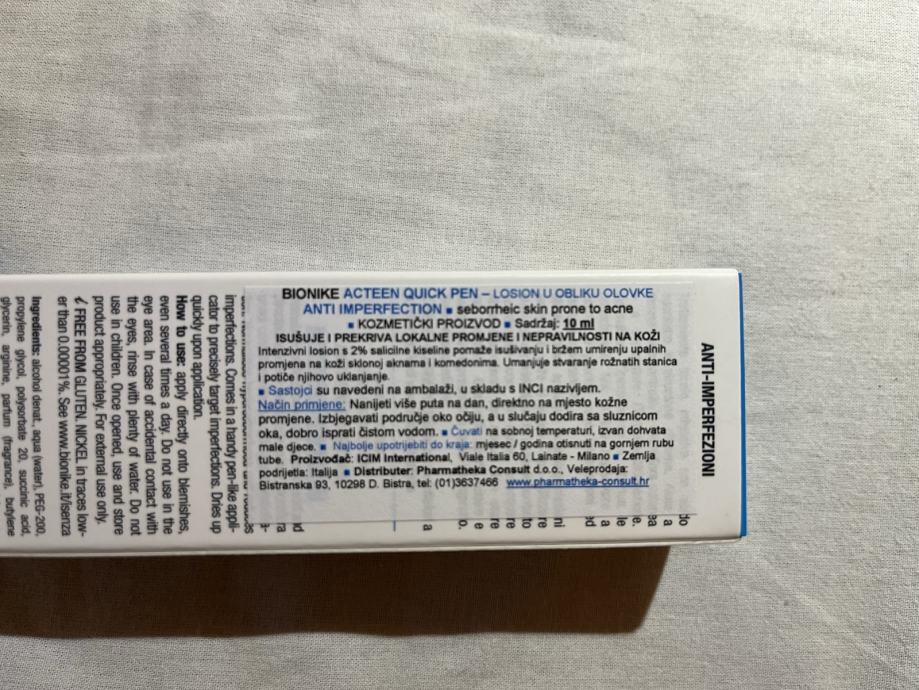 BIONIKE ACTEEN QUICK PEN – LOSION U OBLIKU OLOVKE
ANTI IMPERFECTION ▪ seborrheic skin prone to acne
▪ KOZMETIČKI PROIZVOD ▪ Sadržaj: 10 ml
ISUŠUJE I PREKRIVA LOKALNE PROMJENE I NEPRAVILNOSTI NA KOŽI
Intenzivni losion s 2% salicilne kiseline pomaže isušivanju i bržem umirenju upalnih
promjena na koži sklonoj aknama i komedonima. Umanjuje stvaranje rožnatih stanica
i potiče njihovo uklanjanje.
▪ Sastojci su navedeni na ambalaži, u skladu s INCI nazivljem.
Način primjene: Nanijeti više puta na dan, direktno na mjesto kožne
promjene. Izbjegavati područje oko očiju, a u slučaju dodira sa sluznicom
oka, dobro isprati čistom vodom. ▪ Čuvati na sobnoj temperaturi, izvan dohvata
male djece. ▪ Najbolje upotrijebiti do kraja: mjesec / godina otisnuti na gornjem rubu
tube. Proizvođač: ICIM International, Viale Italia 60, Lainate - Milano ▪ Zemlja
podrijetla: Italija ▪ Distributer: Pharmatheka Consult d.o.o., Veleprodaja:
Bistranska 93, 10298 D. Bistra, tel: (01)3637466 www.pharmatheka-consult.hr
ANTI-IMPERFEZIONI
imperfections. Comes in a handy pen-like appli-
cator to precisely target imperfections. Dries up
quickly upon application.
How to use: apply directly onto blemishes,
even several times a day. Do not use in the
eye area. In case of accidental contact with
the eyes, rinse with plenty of water. Do not
use in children. Once opened, use and store
product appropriately. For external use only.
FREE FROM GLUTEN. NICKEL in traces low-
er than 0.00001%. See www.bionike.it/isenza
Ingredients: alcohol denat., aqua (water), PEG-200,
propylene glycol, polysorbate 20, succinic acid,
glycerin, arginine, parfum (fragrance), butylene